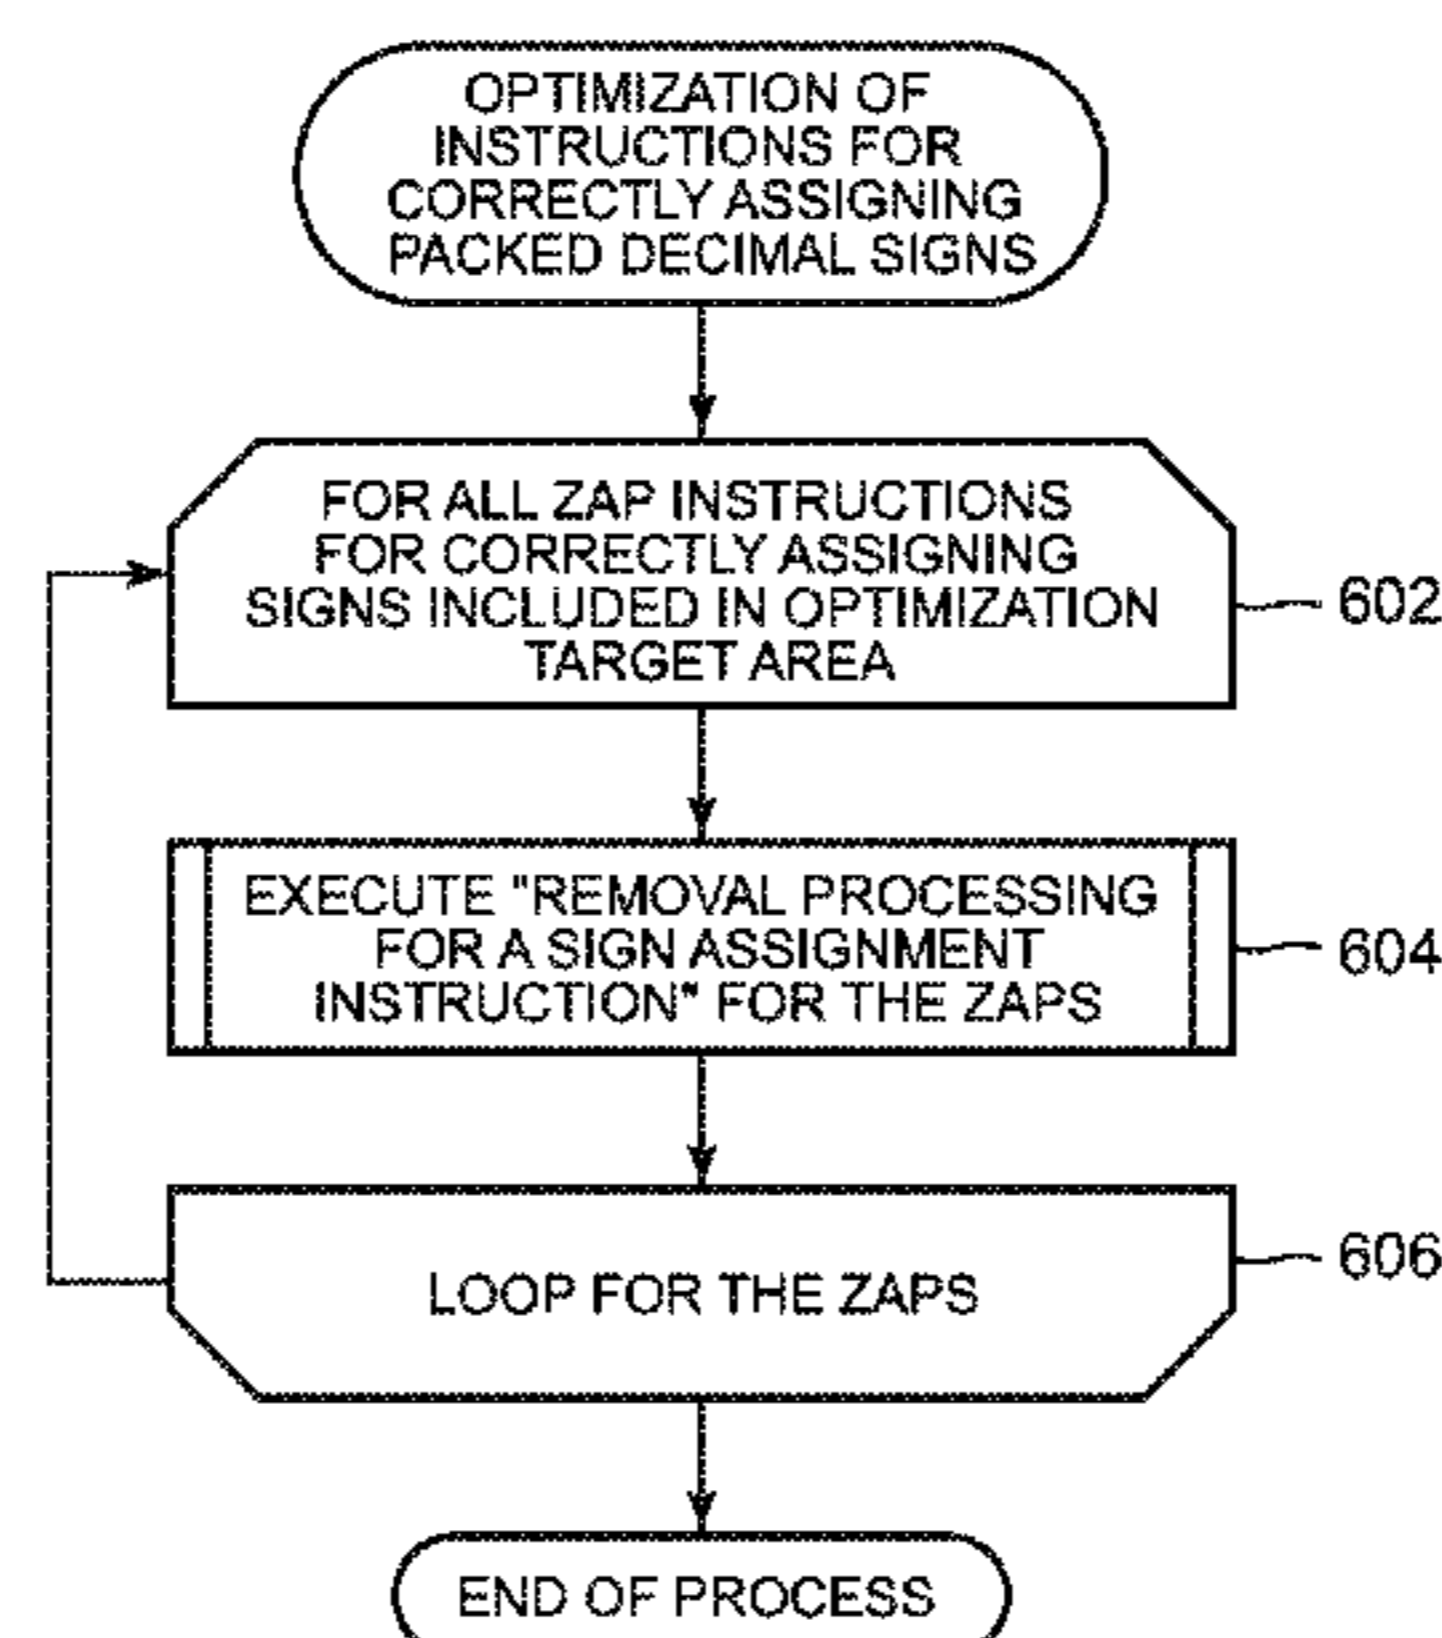 OPTIMIZATION OF
INSTRUCTIONS FOR
CORRECTLY ASSIGNING
PACKED DECIMAL SIGNS
FOR ALL ZAP INSTRUCTIONS
FOR CORRECTLY ASSIGNING
SIGNS INCLUDED IN OPTIMIZATION
TARGET AREA
602
EXECUTE "REMOVAL PROCESSING
FOR A SIGN ASSIGNMENT
INSTRUCTION" FOR THE ZAPS
604
LOOP FOR THE ZAPS
606
END OF PROCESS